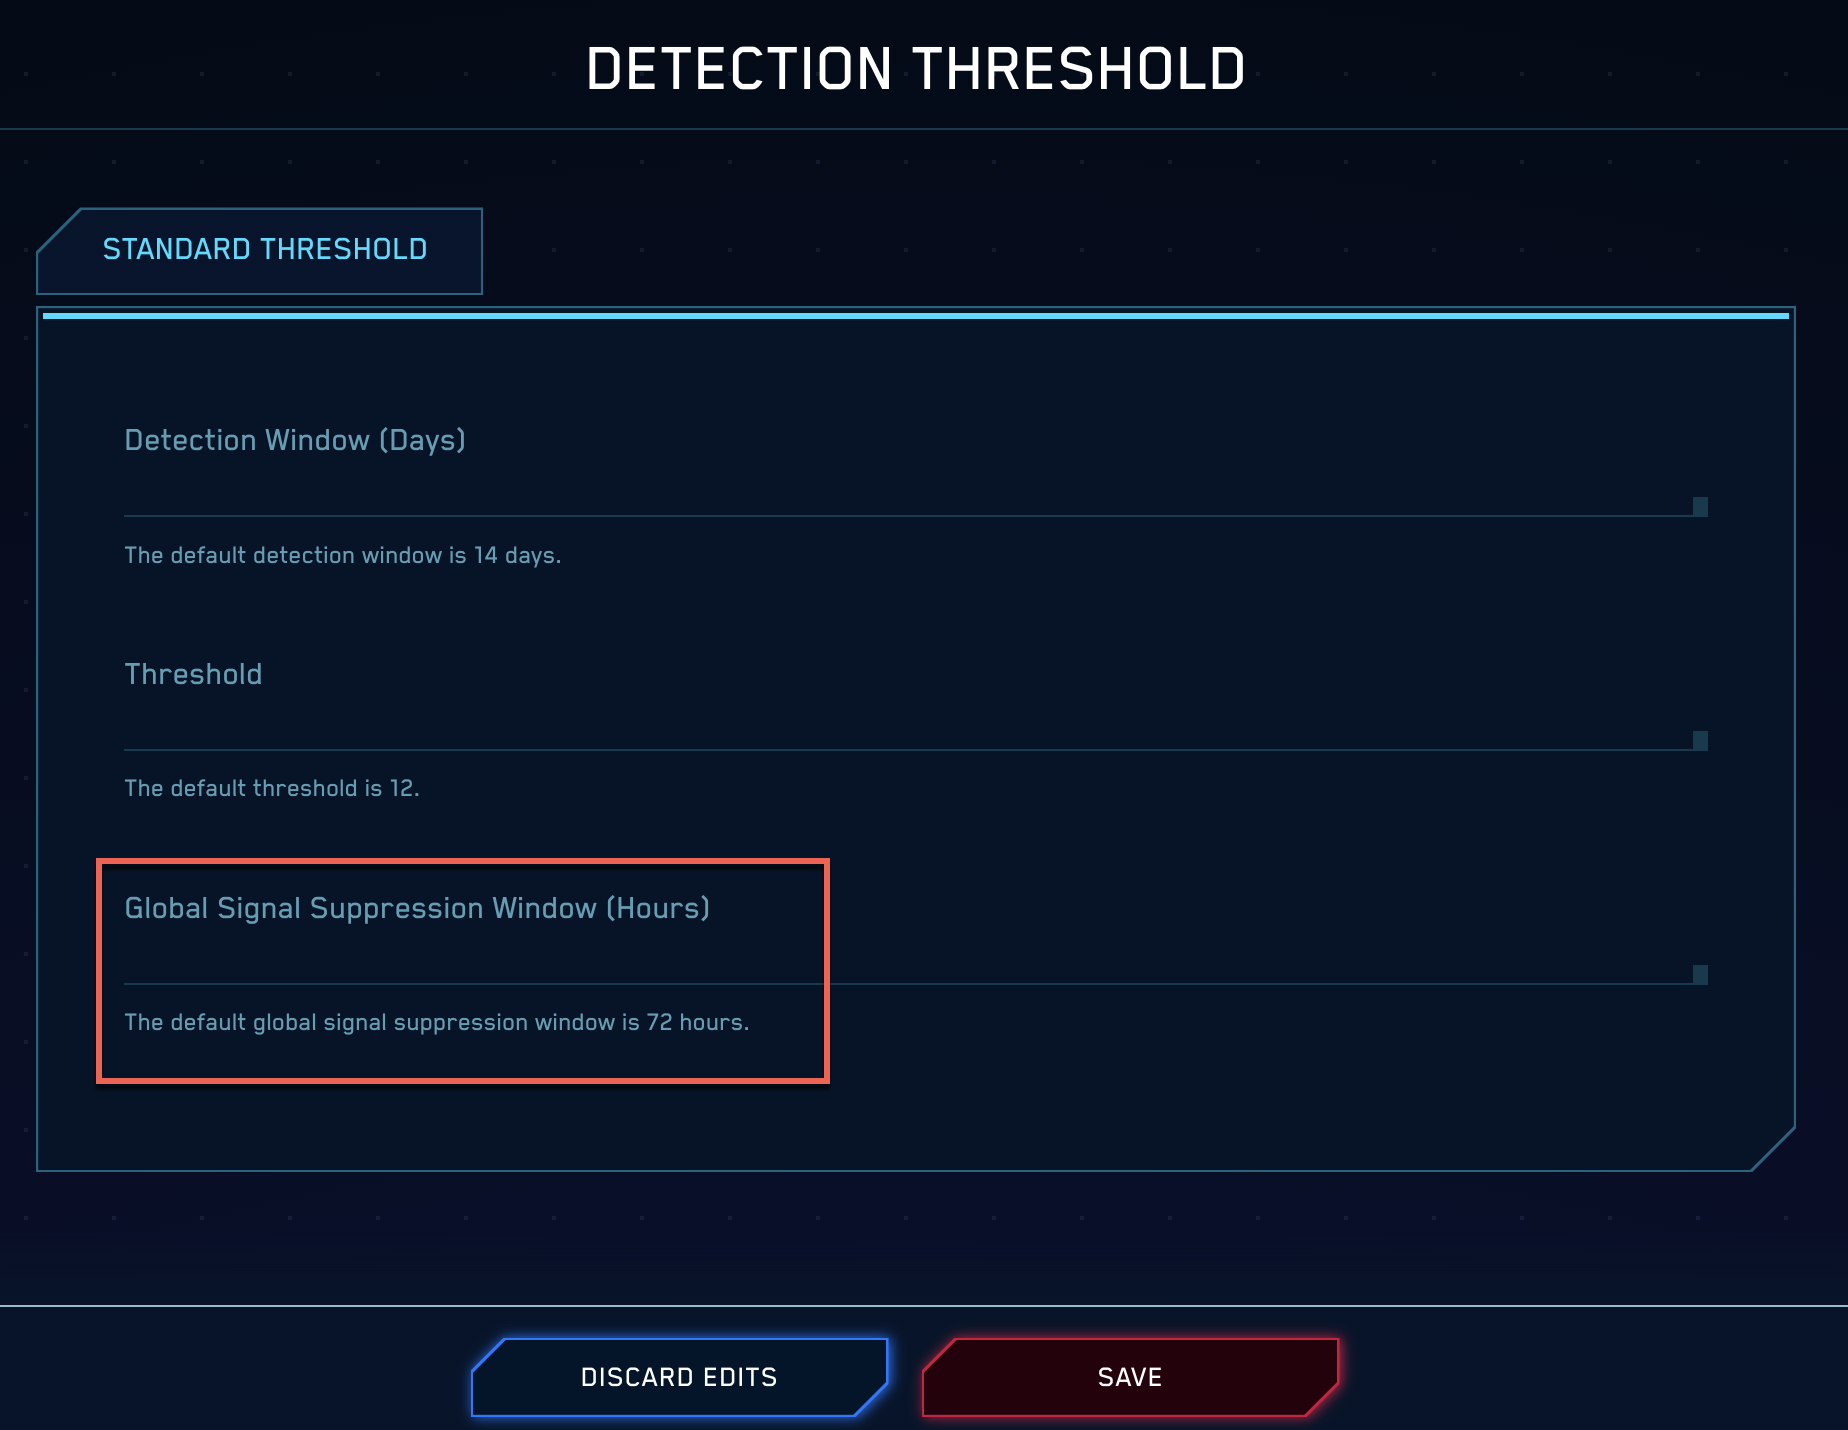 DETECTION THRESHOLD
STANDARD THRESHOLD
Detection Window (Days)
The default detection window is 14 days.
Threshold
The default threshold is 12.
Global Signal Suppression Window (Hours)
The default global signal suppression window is 72 hours.
DISCARD EDITS
SAVE